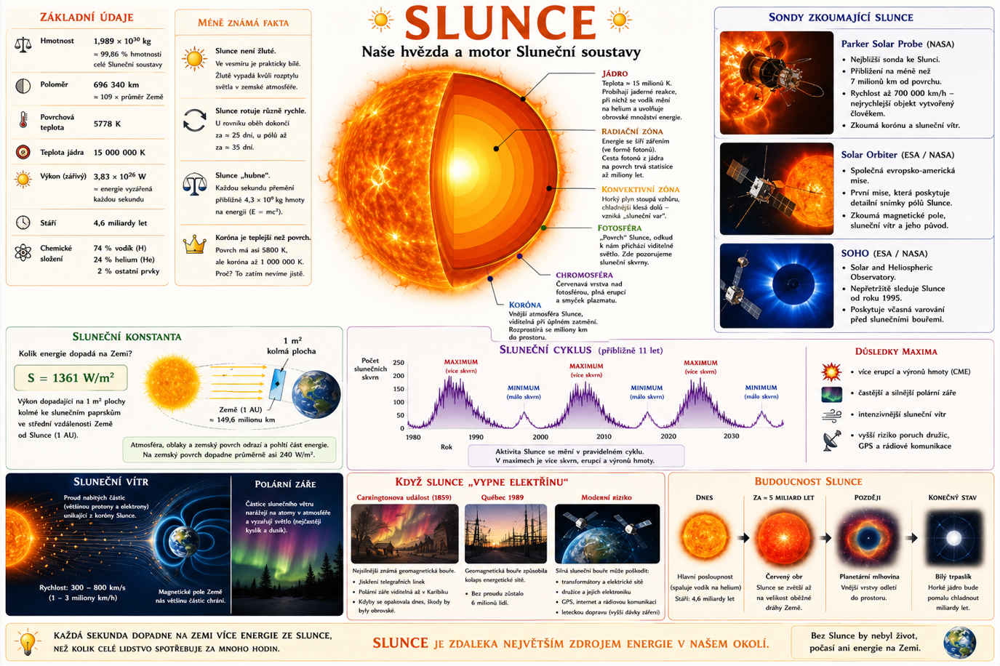 SLUNCE
Naše hvězda a motor Sluneční soustavy
ZÁKLADNÍ ÚDAJE
Hmotnost 1,989 × 10³⁰ kg
≈ 99,86 % hmotnosti
celé Sluneční soustavy
Poloměr 696 340 km
≈ 109 × průměr Země
Povrchová
teplota 5778 K
Teplota jádra 15 000 000 K
Výkon (zářivý) 3,83 × 10²⁶ W
≈ energie vyzářená
každou sekundu
Stáří 4,6 miliardy let
Chemické
složení
74 % vodík (H)
24 % helium (He)
2 % ostatní prvky
MÉNĚ ZNÁMÁ FAKTA
Slunce není žluté.
Ve vesmíru je prakticky bílé.
Žlutě vypadá kvůli rozptylu
světla v zemské atmosféře.
Slunce rotuje různě rychle.
U rovníku oběh dokončí
za ≈ 25 dní, u pólů až
za ≈ 35 dní.
Slunce „hubne“.
Každou sekundu přemění
přibližně 4,3 × 10⁹ kg hmoty
na energii (E = mc²).
Koróna je teplejší než povrch.
Povrch má asi 5800 K,
ale koróna až 1 000 000 K.
Proč? To zatím nevíme jistě.
JÁDRO
Teplota ≈ 15 milionů K.
Probíhají jaderné reakce,
při nichž se vodík mění
na helium a uvolňuje
obrovské množství energie.
RADIAČNÍ ZÓNA
Energie se šíří zářením
(ve formě fotonů).
Cesta fotonů z jádra
na povrch trvá statisíce
až miliony let.
KONVEKTIVNÍ ZÓNA
Horký plyn stoupá vzhůru,
chladnější klesá dolů –
vzniká „sluneční var“.
FOTOSFÉRA
„Povrch“ Slunce, odkud
k nám přichází viditelné
světlo. Zde pozorujeme
sluneční skvrny.
CHROMOSFÉRA
Červenavá vrstva nad
fotosférou, plná erupcí
a smyček plazmatu.
KORÓNA
Vnější atmosféra Slunce,
viditelná při úplném zatmění.
Rozprostírá se miliony km
do prostoru.
SONDY ZKOUMAJÍCÍ SLUNCE
Parker Solar Probe (NASA)
• Nejbližší sonda ke Slunci.
• Přiblížení na méně než
7 milionů km od povrchu.
• Rychlost až 700 000 km/h –
nejrychlejší objekt vytvořený
člověkem.
• Zkoumá korónu a sluneční vítr.
Solar Orbiter (ESA / NASA)
• Společná evropsko-americká
mise.
• První mise, která poskytuje
detailní snímky pólů Slunce.
• Zkoumá magnetické pole,
sluneční vítr a jeho původ.
SOHO (ESA / NASA)
• Solar and Heliospheric
Observatory.
• Nepřetržitě sleduje Slunce
od roku 1995.
• Poskytuje včasná varování
před slunečními bouřemi.
SLUNEČNÍ KONSTANTA
Kolik energie dopadá na Zemi?
S = 1361 W/m²
Výkon dopadající na 1 m² plochy
kolmé ke slunečním paprskům
ve střední vzdálenosti Země
od Slunce (1 AU).
1 m²
kolmá plocha
Země (1 AU)
≈ 149,6 milionu km
Atmosféra, oblaky a zemský povrch odrazí a pohltí část energie.
Na zemský povrch dopadne průměrně asi 240 W/m².
SLUNEČNÍ CYKLUS (přibližně 11 let)
Počet
slunečních
skvrn
250
200
150
100
50
0
MAXIMUM
(více skvrn)
MINIMUM
(málo skvrn)
MAXIMUM
(více skvrn)
MINIMUM
(málo skvrn)
MAXIMUM
(více skvrn)
MINIMUM
(málo skvrn)
1980 1990 2000 2010 2020 2030
Rok
Aktivita Slunce se mění v pravidelném cyklu.
V maximech je více skvrn, erupcí a výronů hmoty.
DŮSLEDKY MAXIMA
• více erupcí a výronů hmoty (CME)
• častější a silnější polární záře
• intenzivnější sluneční vítr
• vyšší riziko poruch družic,
GPS a rádiové komunikace
SLUNEČNÍ VÍTR
Proud nabitých částic
(většinou protony a elektrony)
unikající z koróny Slunce.
Rychlost: 300 – 800 km/s
(1 – 3 miliony km/h)
Magnetické pole Země
nás většinu částic chrání.
POLÁRNÍ ZÁŘE
Částice slunečního větru
narážejí na atomy v atmosféře
a vyzařují světlo (nejčastěji
kyslík a dusík).
KDYŽ SLUNCE „VYPNE ELEKTŘINU“
Carringtonova událost (1859)
Nejsilnější známá geomagnetická bouře.
• Jiskření telegrafních linek
• Polární záře viditelná až v Karibiku
• Kdyby se opakovala dnes, škody by
byly obrovské.
Québec 1989
Geomagnetická bouře způsobila
kolaps energetické sítě.
• Bez proudu zůstalo
6 milionů lidí.
Moderní riziko
Silná sluneční bouře může poškodit:
• transformátory a elektrické sítě
• družice a jejich elektroniku
• GPS, internet a rádiovou komunikaci
• leteckou dopravu (vyšší dávky záření)
BUDOUCNOST SLUNCE
DNES
Hlavní posloupnost
(spaluje vodík na helium)
Stáří: 4,6 miliardy let
ZA ≈ 5 MILIARD LET
Červený obr
Slunce se zvětší až
na velikost oběžné
dráhy Země.
POZDĚJI
Planetární mlhovina
Vnější vrstvy odletí
do prostoru.
KONEČNÝ STAV
Bílý trpaslík
Horké jádro bude
pomalu chladnout
miliardy let.
KAŽDÁ SEKUNDA DOPADNE NA ZEMI VÍCE ENERGIE ZE SLUNCE,
NEŽ KOLIK CELÉ LIDSTVO SPOTŘEBUJE ZA MNOHO HODIN.
SLUNCE JE ZDALEKA NEJVĚTŠÍM ZDROJEM ENERGIE V NAŠEM OKOLÍ.
Bez Slunce by nebyl život,
počasí ani energie na Zemi.